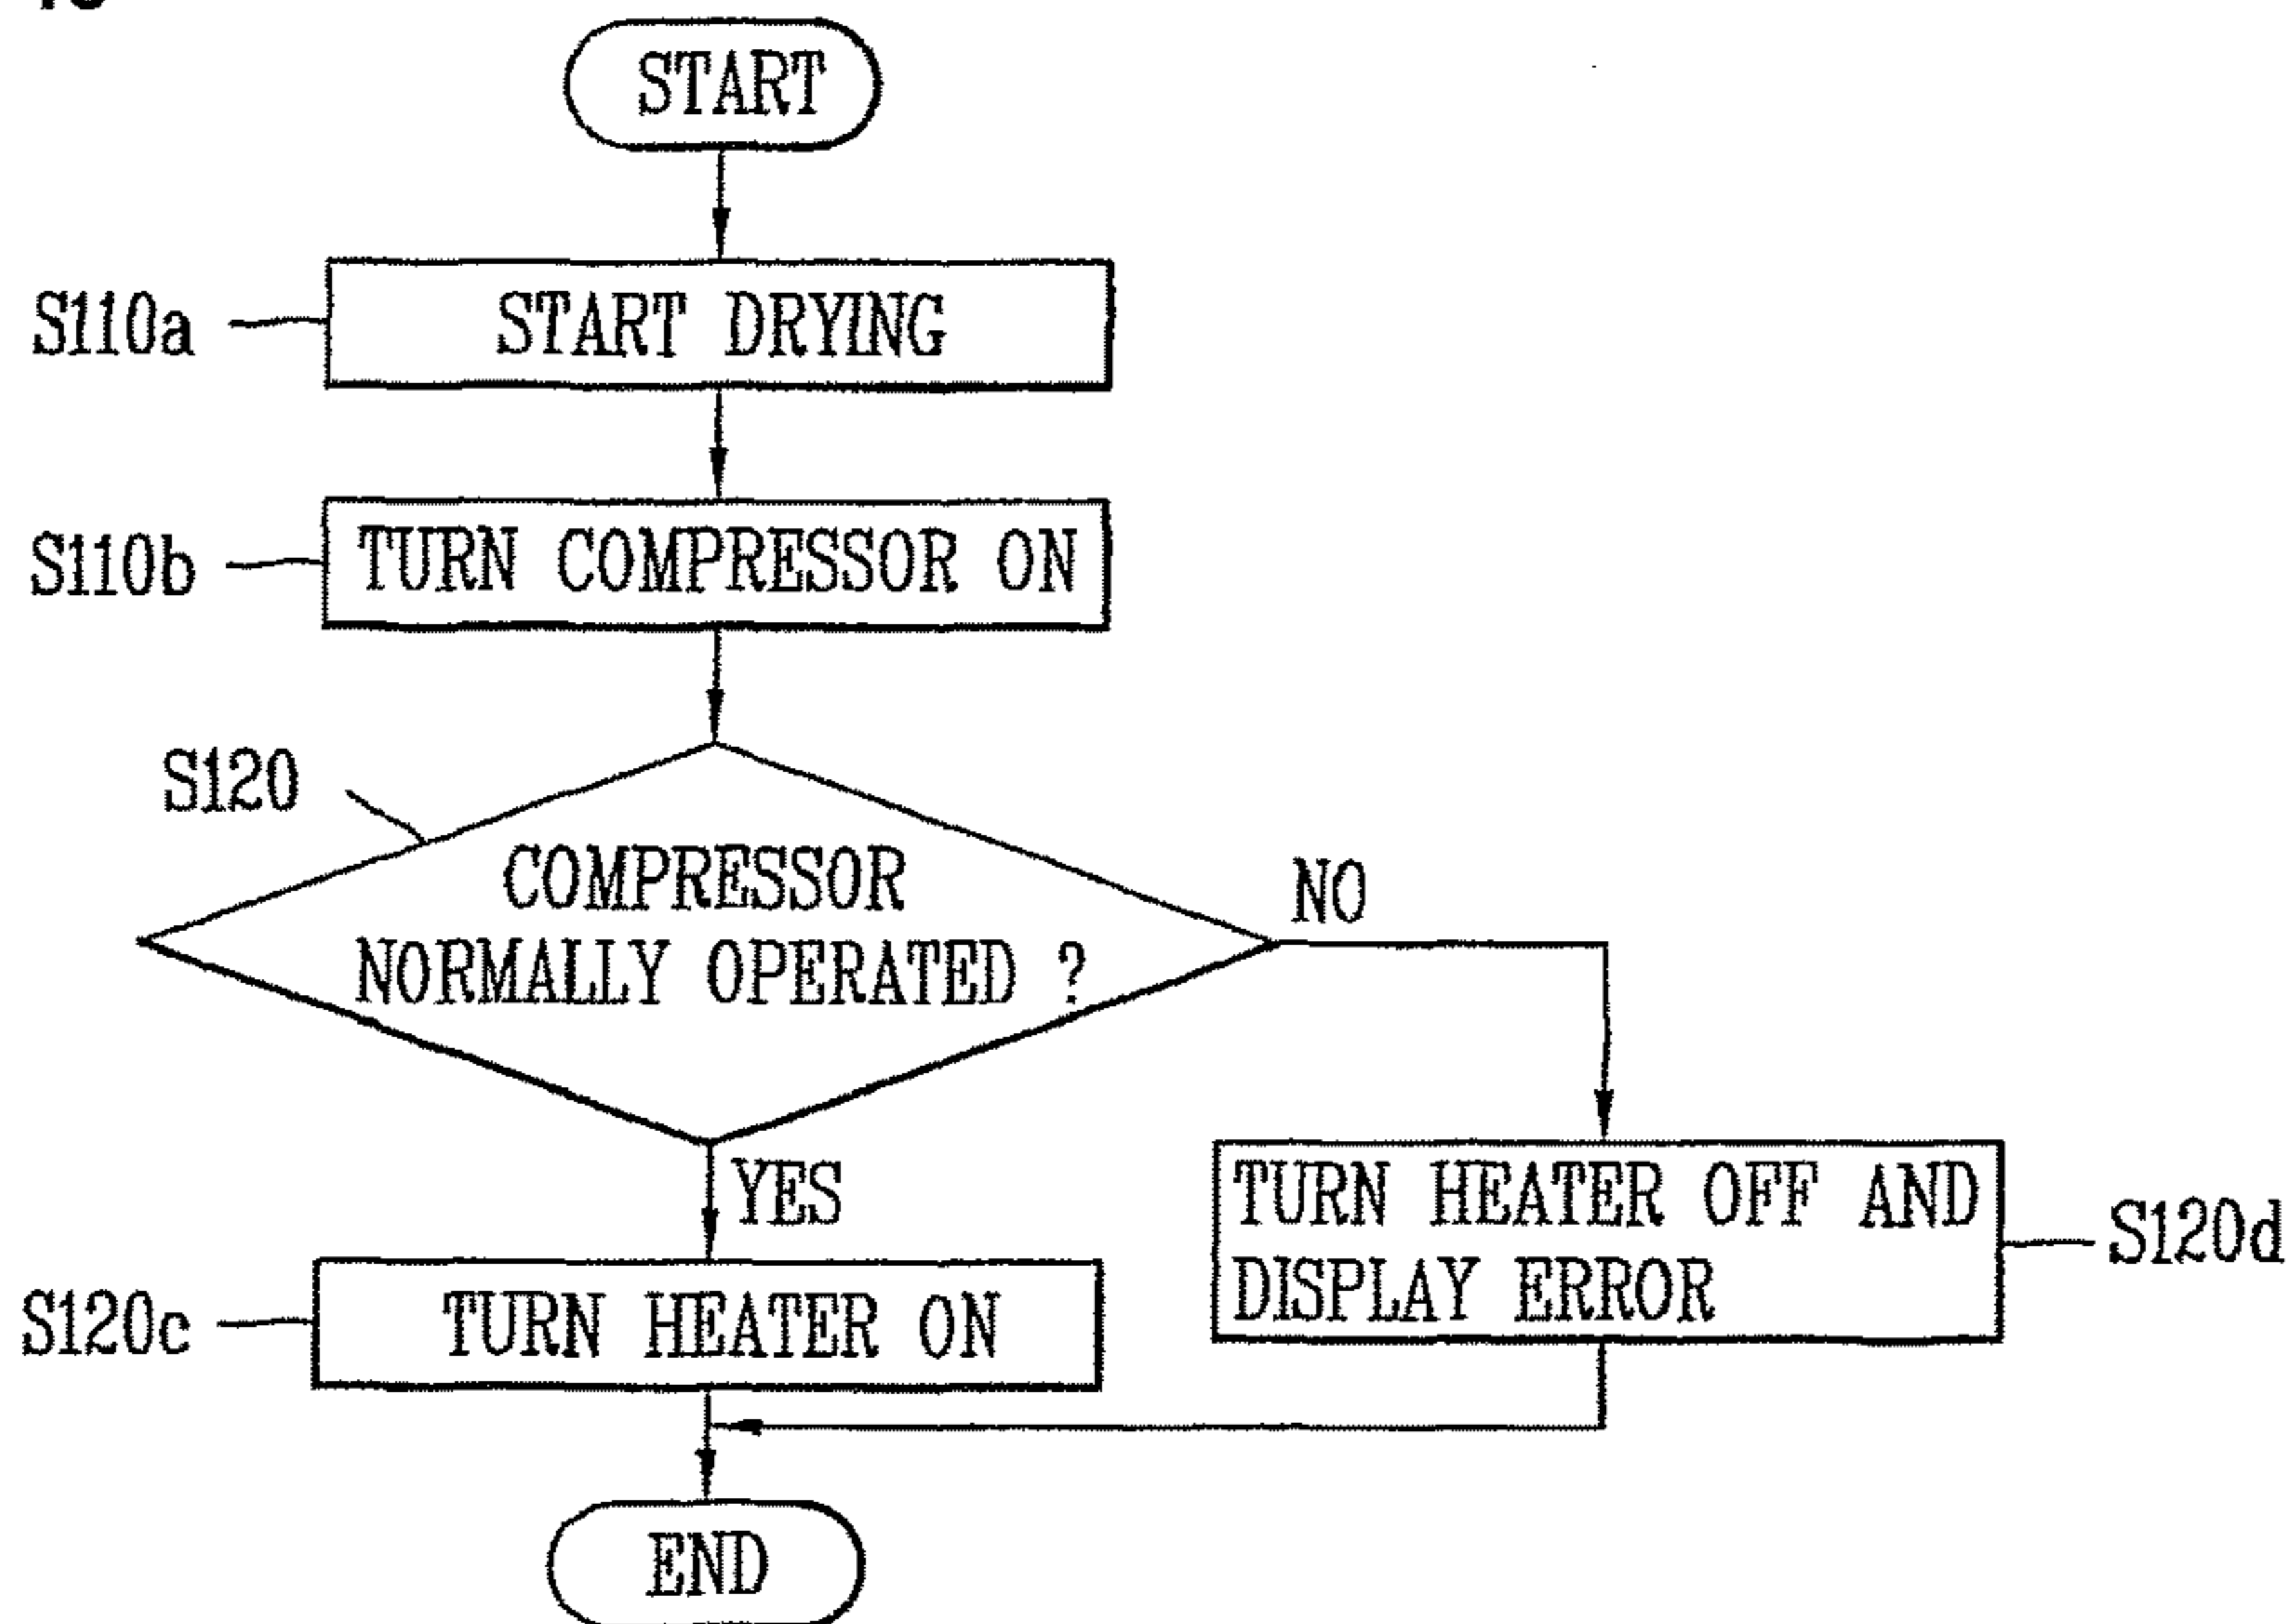 START
S110a
START DRYING
S110b
TURN COMPRESSOR ON
S120
COMPRESSOR
NORMALLY OPERATED ?
NO
YES
TURN HEATER OFF AND
DISPLAY ERROR
S120d
S120c
TURN HEATER ON
END